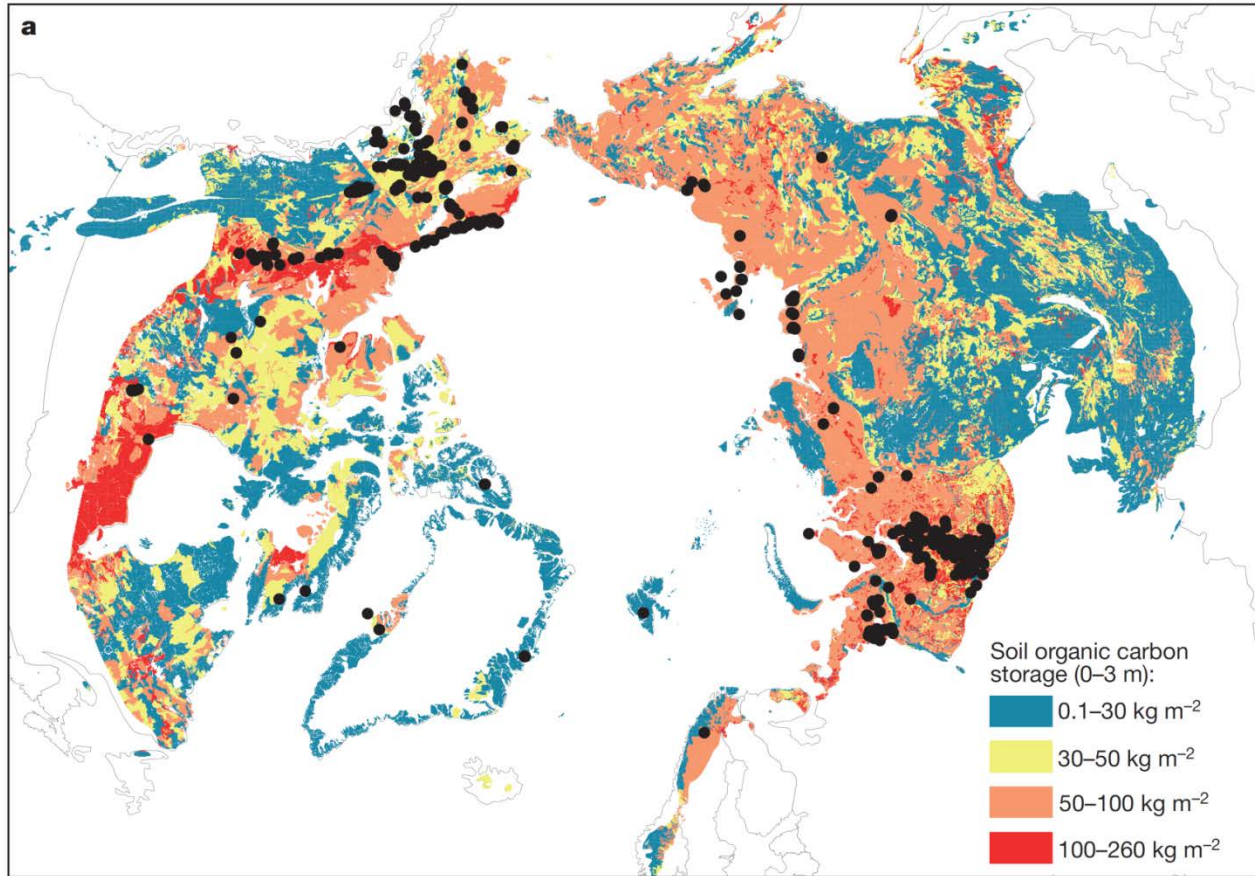 a
Soil organic carbon
storage (0–3 m):
0.1–30 kg m⁻²
30–50 kg m⁻²
50–100 kg m⁻²
100–260 kg m⁻²